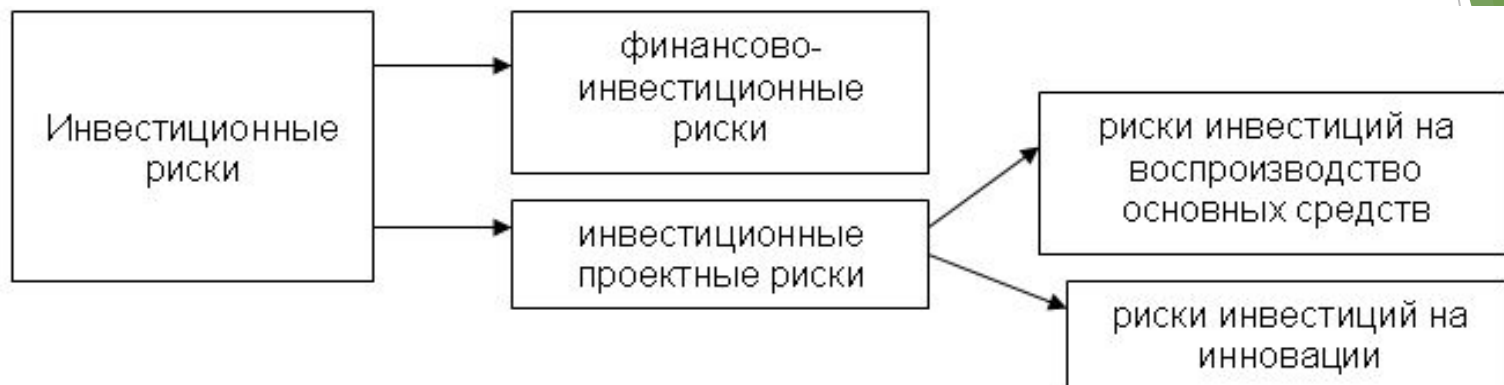 Инвестиционные
риски
финансово-
инвестиционные
риски
инвестиционные
проектные риски
риски инвестиций на
воспроизводство
основных средств
риски инвестиций на
инновации